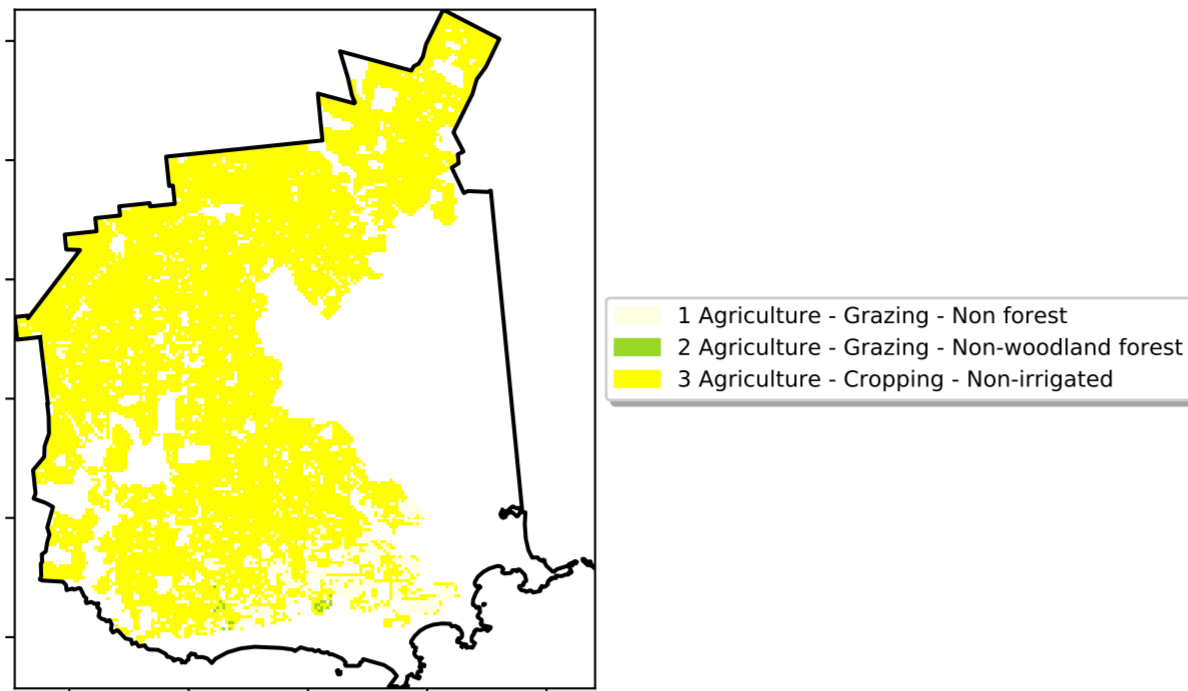 1 Agriculture - Grazing - Non forest
2 Agriculture - Grazing - Non-woodland forest
3 Agriculture - Cropping - Non-irrigated